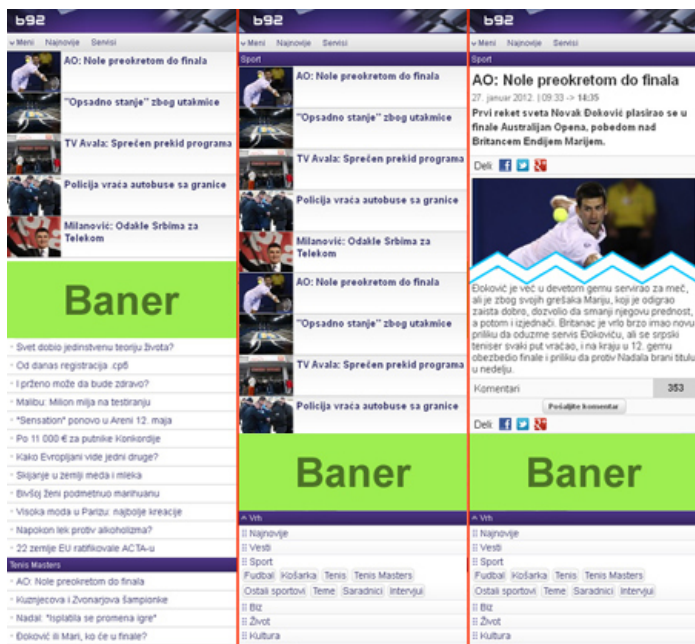 b92
Meni Najnovije Servisi
AO: Nole preokretom do finala
"Opsadno stanje" zbog utakmice
TV Avala: Sprečen prekid programa
Policija vraća autobuse sa granice
Milanović: Odakle Srbima za
Telekom
Baner
Svet dobio jedinstvenu teoriju života?
Od danas registracija .срб
I prženo može da bude zdravo?
Malibu: Milion milja na testiranju
"Sensation" ponovo u Areni 12. maja
Po 11 000 € za putnike Konkordije
Kako Evropljani vide jedni druge?
Skijanje u zemlji meda i mleka
Bivšoj ženi podmetnuo marihuanu
Visoka moda u Parizu: najbolje kreacije
Napokon lek protiv alkoholizma?
22 zemlje EU ratifikovale ACTA-u
Tenis Masters
AO: Nole preokretom do finala
Kuznjecova i Zvonarjova šampionke
Nadal: "Isplatila se promena igre"
Đoković ili Mari, ko će u finale?
b92
Meni Najnovije Servisi
Sport
AO: Nole preokretom do finala
"Opsadno stanje" zbog utakmice
TV Avala: Sprečen prekid programa
Policija vraća autobuse sa granice
Milanović: Odakle Srbima za
Telekom
AO: Nole preokretom do finala
"Opsadno stanje" zbog utakmice
TV Avala: Sprečen prekid programa
Policija vraća autobuse sa granice
Baner
Vrh
Najnovije
Vesti
Sport
Fudbal Košarka Tenis Tenis Masters
Ostali sportovi Teme Saradnici Intervjui
Biz
Život
Kultura
b92
Meni Najnovije Servisi
Sport
AO: Nole preokretom do finala
27. januar 2012. | 09:33 -> 14:35
Prvi reket sveta Novak Đoković plasirao se u
finale Australijan Opena, pobedom nad
Britancem Endijem Marijem.
Deli:
Đoković je već u devetom gemu servirao za meč,
ali je zbog svojih grešaka Mariju, koji je odigrao
zaista dobro, dozvolio da smanji njegovu prednost,
a potom i izjednači. Britanac je vrlo brzo imao novu
priliku da oduzme servis Đokoviću, ali se srpski
teniser svaki put vraćao, i na kraju u 12. gemu
obezbedio finale i priliku da protiv Nadala brani titulu
u nedelju.
Komentari 353
Pošaljite komentar
Deli:
Baner
Vrh
Najnovije
Vesti
Sport
Fudbal Košarka Tenis Tenis Masters
Ostali sportovi Teme Saradnici Intervjui
Biz
Život
Kultura